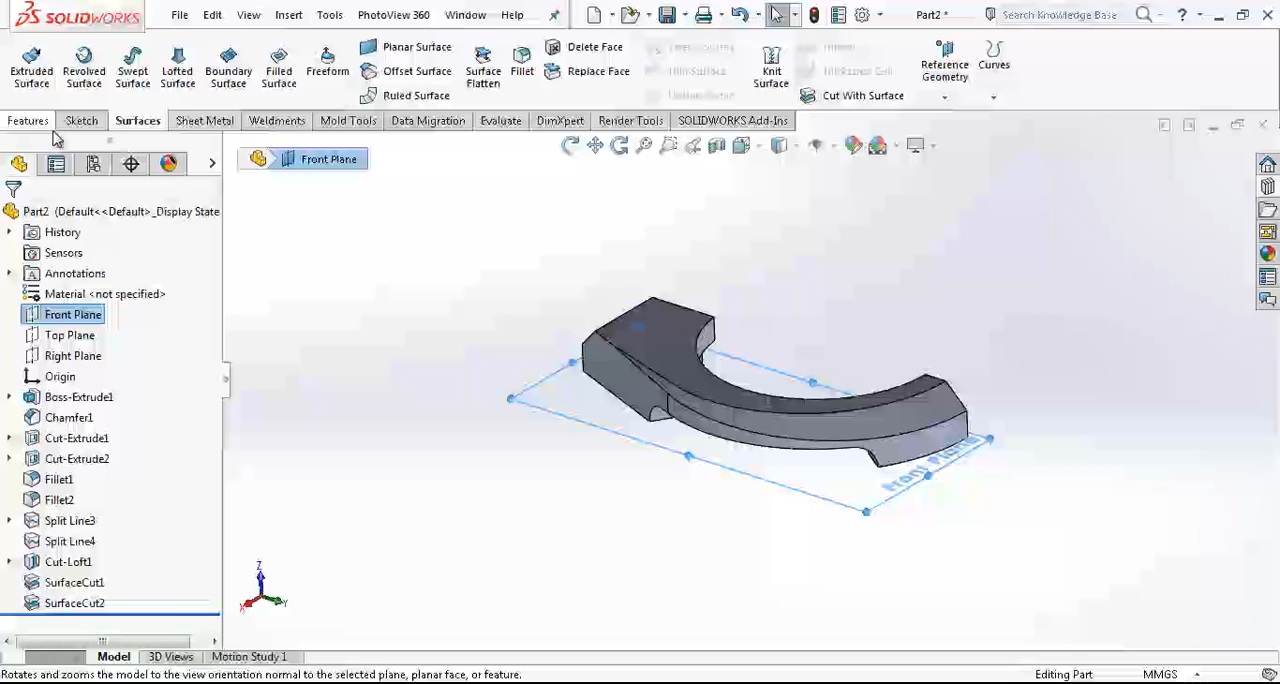 SOLIDWORKS File Edit View Insert Tools PhotoView 360 Window Help Part2 * Search Knowledge Base ?
Extruded Surface
Revolved Surface
Swept Surface
Lofted Surface
Boundary Surface
Filled Surface
Freeform
Planar Surface
Offset Surface
Ruled Surface
Surface Flatten
Fillet
Delete Face
Replace Face
Knit Surface
Cut With Surface
Reference Geometry
Curves
Features Sketch Surfaces Sheet Metal Weldments Mold Tools Data Migration Evaluate DimXpert Render Tools SOLIDWORKS Add-Ins
Front Plane
Part2 (Default<<Default>_Display State
History
Sensors
Annotations
Material <not specified>
Front Plane
Top Plane
Right Plane
Origin
Boss-Extrude1
Chamfer1
Cut-Extrude1
Cut-Extrude2
Fillet1
Fillet2
Split Line3
Split Line4
Cut-Loft1
SurfaceCut1
SurfaceCut2
Front Plane
Z
X
Y
Model 3D Views Motion Study 1
Rotates and zooms the model to the view orientation normal to the selected plane, planar face, or feature. Editing Part MMGS